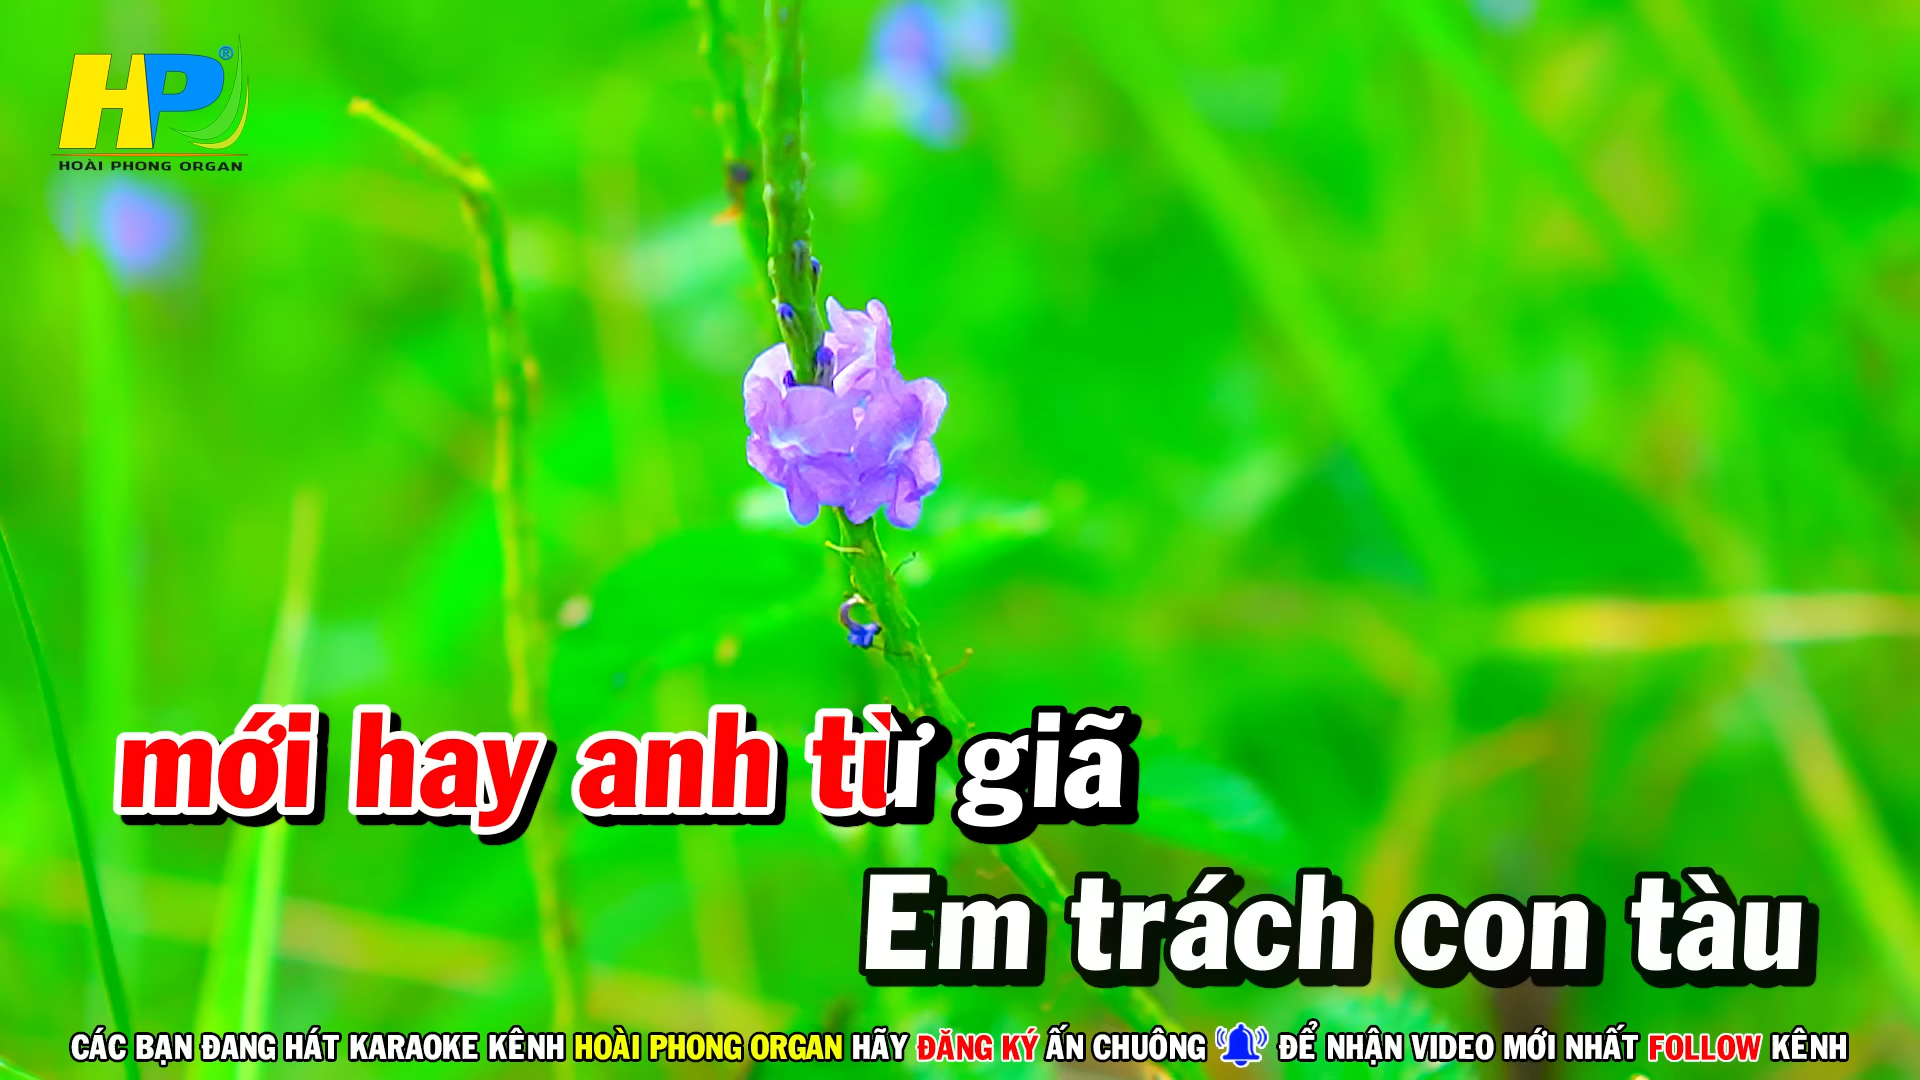 HP®
HOÀI PHONG ORGAN
mới hay anh từ giã
Em trách con tàu
CÁC BẠN ĐANG HÁT KARAOKE KÊNH HOÀI PHONG ORGAN HÃY ĐĂNG KÝ ẤN CHUÔNG ĐỂ NHẬN VIDEO MỚI NHẤT FOLLOW KÊNH